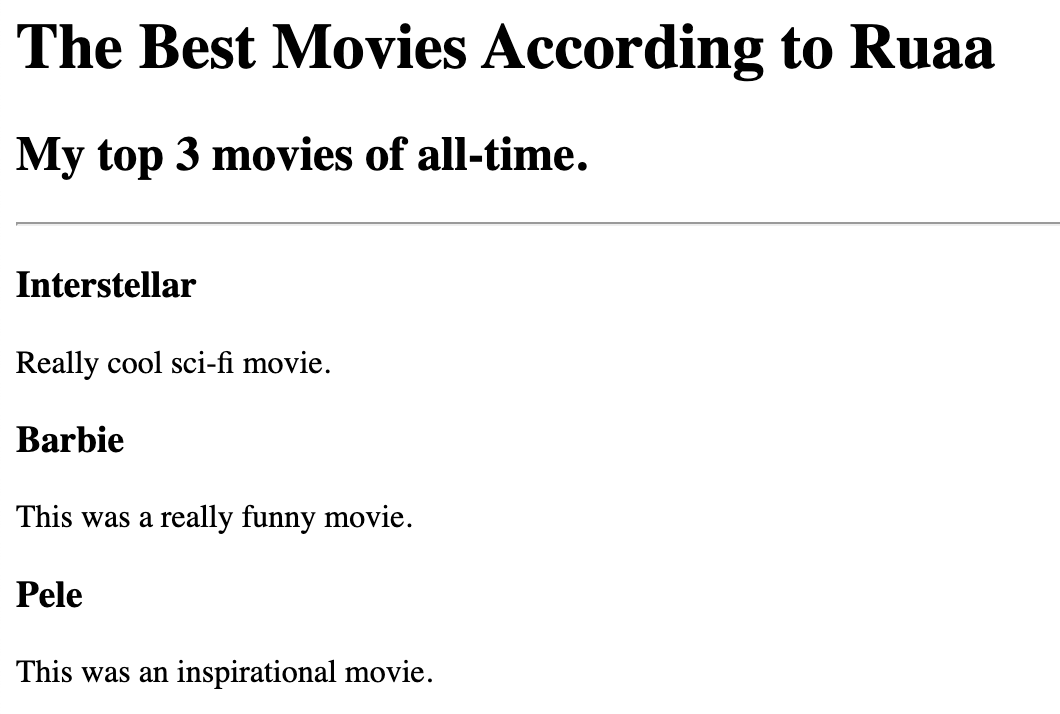 The Best Movies According to Ruaa
My top 3 movies of all-time.
Interstellar
Really cool sci-fi movie.
Barbie
This was a really funny movie.
Pele
This was an inspirational movie.